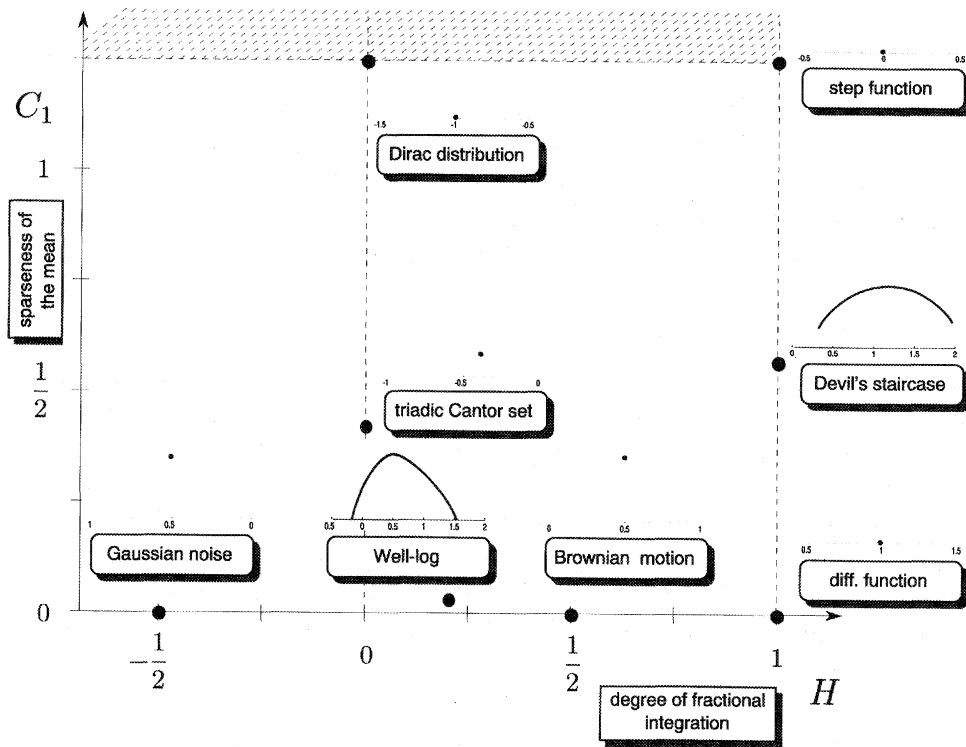 -0.5 0 0.5
step function
C₁
1
-1.5 -1 -0.5
Dirac distribution
sparseness of
the mean
0 0.5 1 1.5 2
Devil's staircase
1/2
-1 -0.5 0
triadic Cantor set
1 0.5 0
Gaussian noise
0.5 0 0.5 1 1.5 2
Well-log
0 0.5 1
Brownian motion
0.5 1 1.5
diff. function
0
-1/2 0 1/2 1
H
degree of fractional
integration